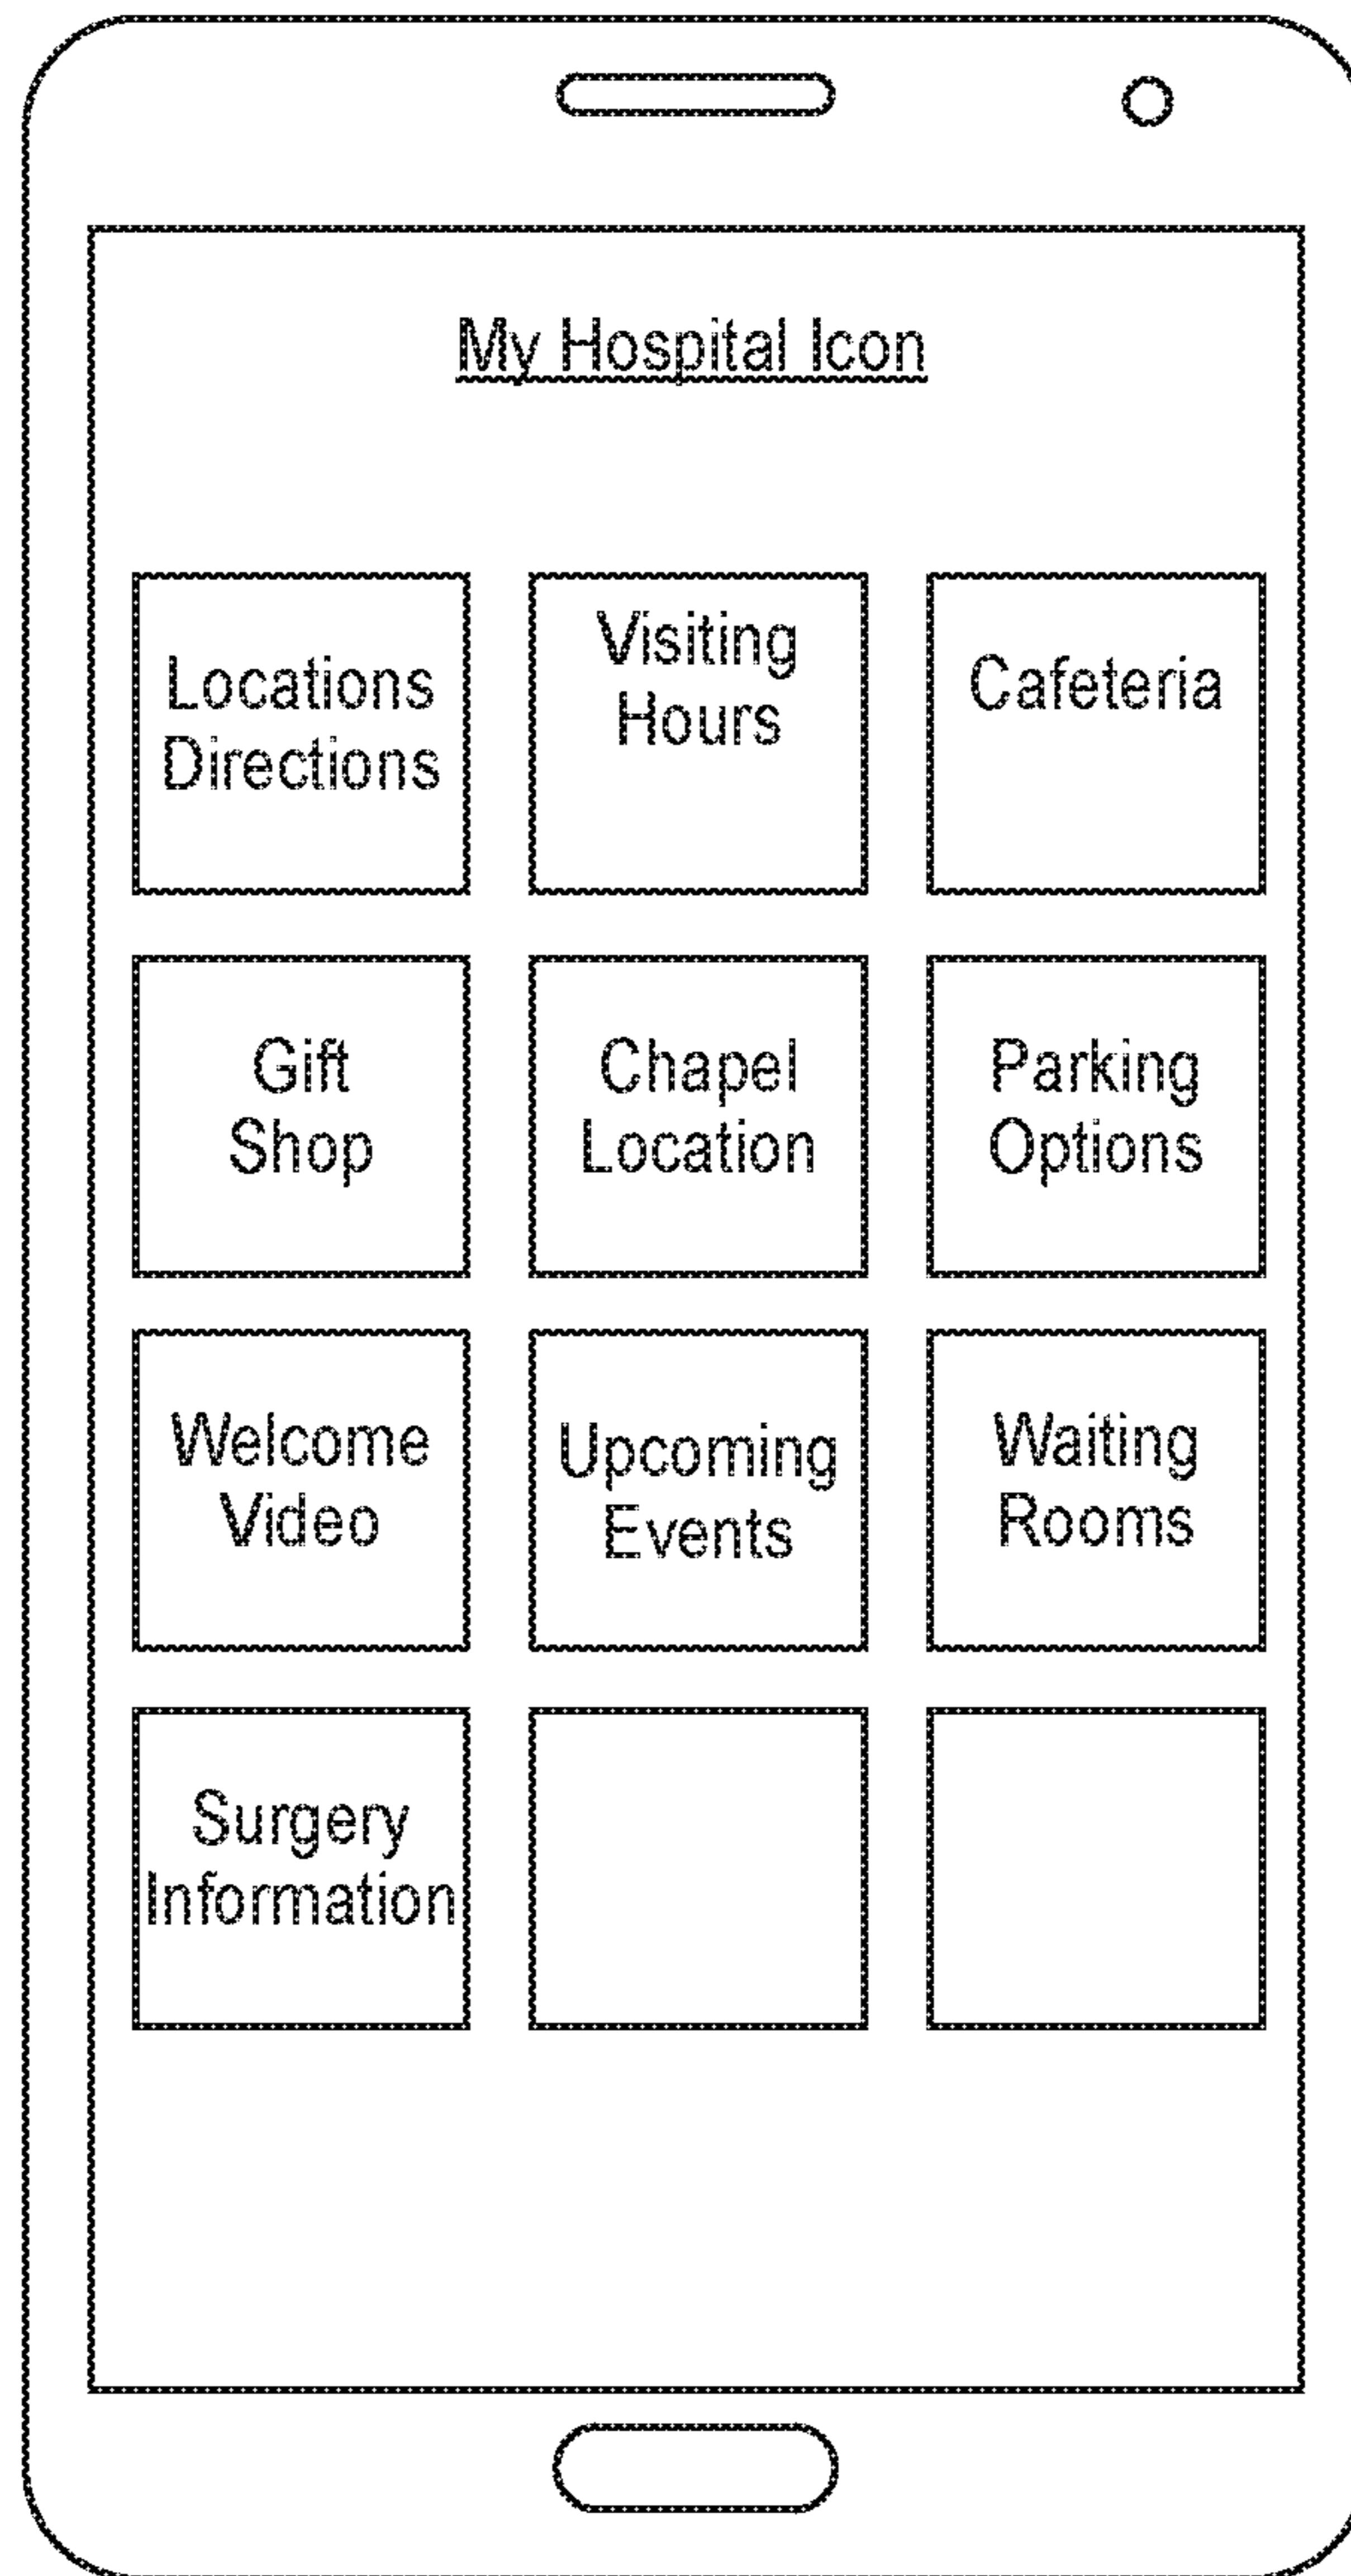 My Hospital Icon
Locations
Directions
Visiting
Hours
Cafeteria
Gift
Shop
Chapel
Location
Parking
Options
Welcome
Video
Upcoming
Events
Waiting
Rooms
Surgery
Information